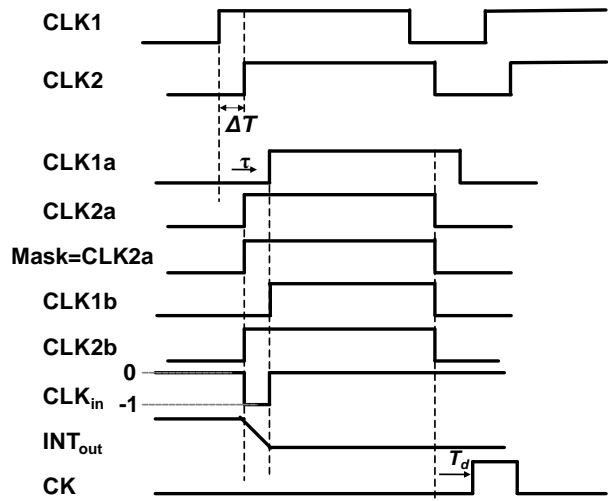 CLK1
CLK2
ΔT
CLK1a
τ
CLK2a
Mask=CLK2a
CLK1b
CLK2b
0
CLKin
-1
INTout
Td
CK